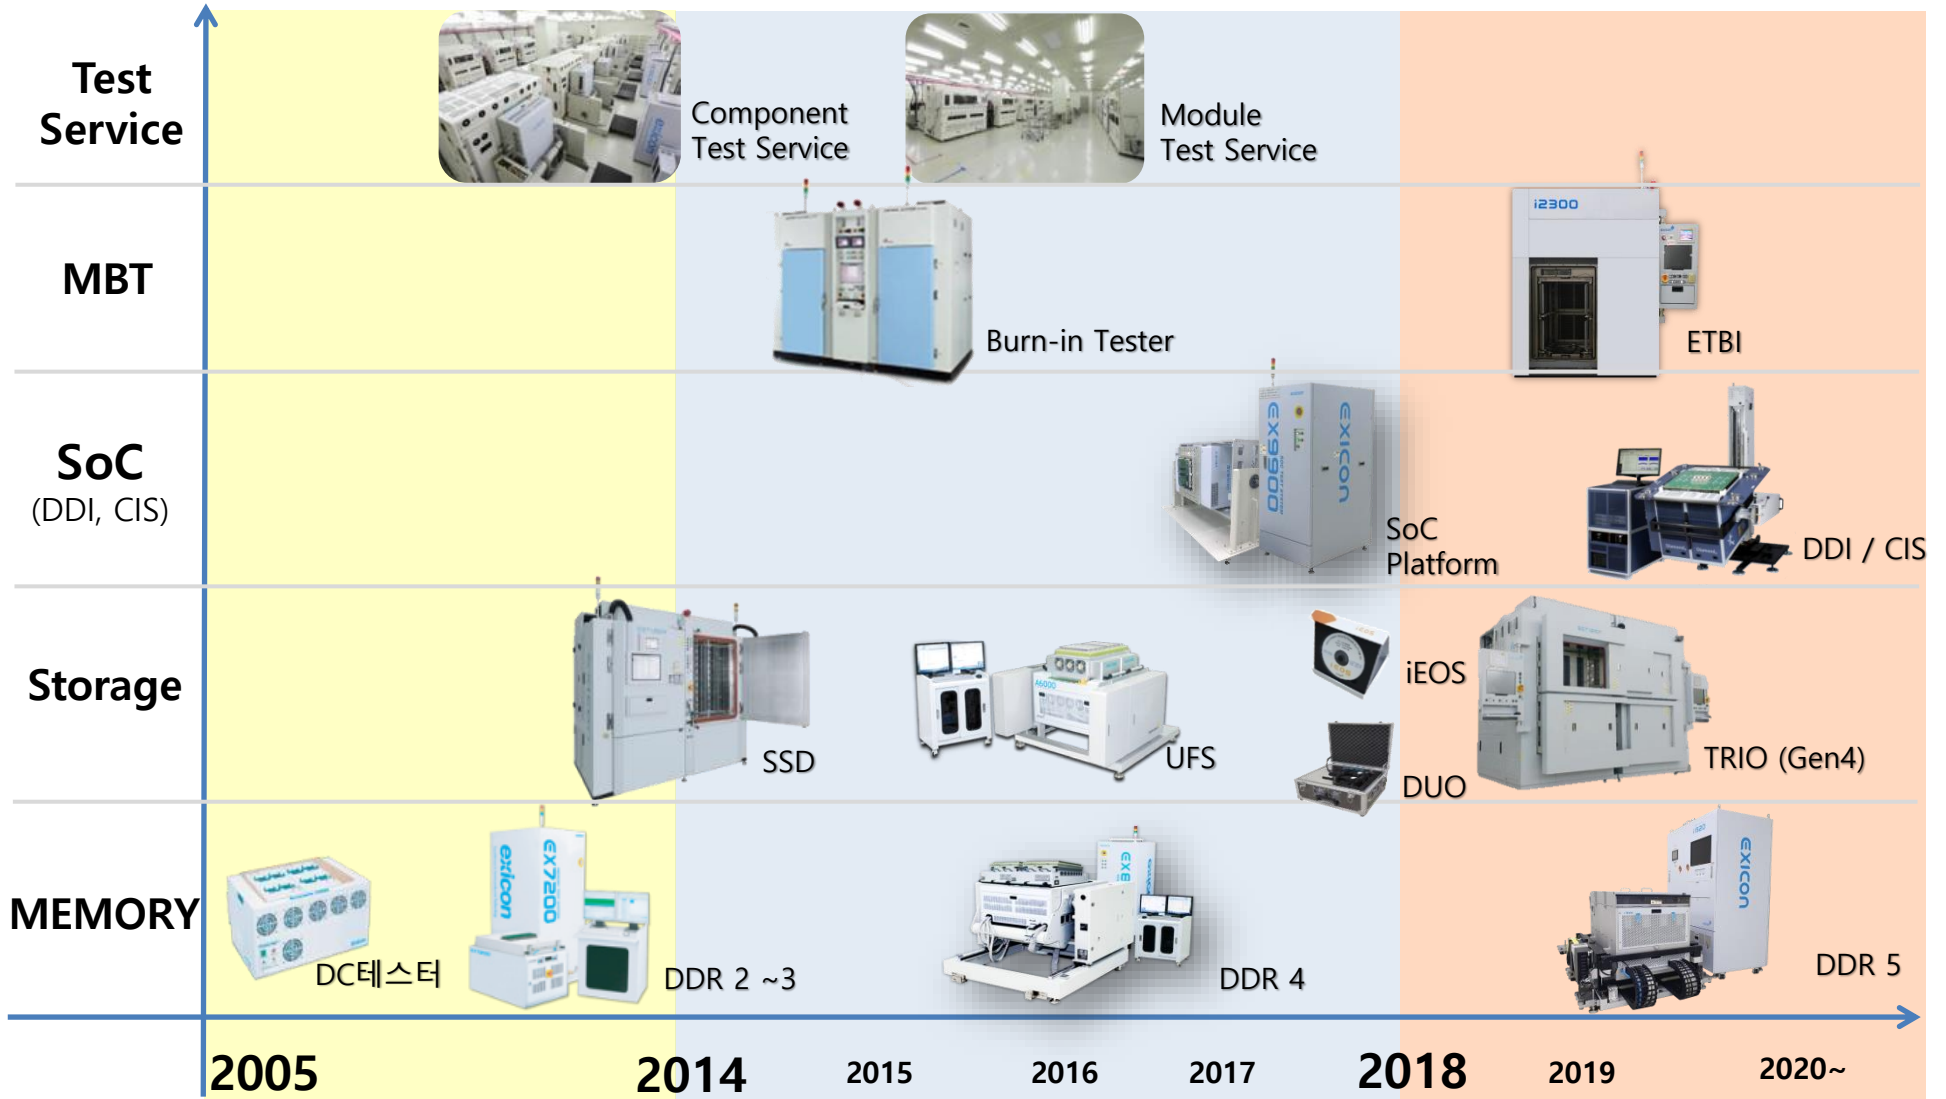 Test
Service
Component
Test Service
Module
Test Service
MBT
Burn-in Tester
i2300
ETBI
SoC
(DDI, CIS)
EX9900
EXICON
SoC
Platform
DDI / CIS
Storage
SSD
A6000
UFS
iEOS
iEOS
DUO
TRIO (Gen4)
MEMORY
DC테스터
exicon
EX7200
DDR 2 ~3
DDR 4
EXICON
DDR 5
2005
2014
2015
2016
2017
2018
2019
2020~